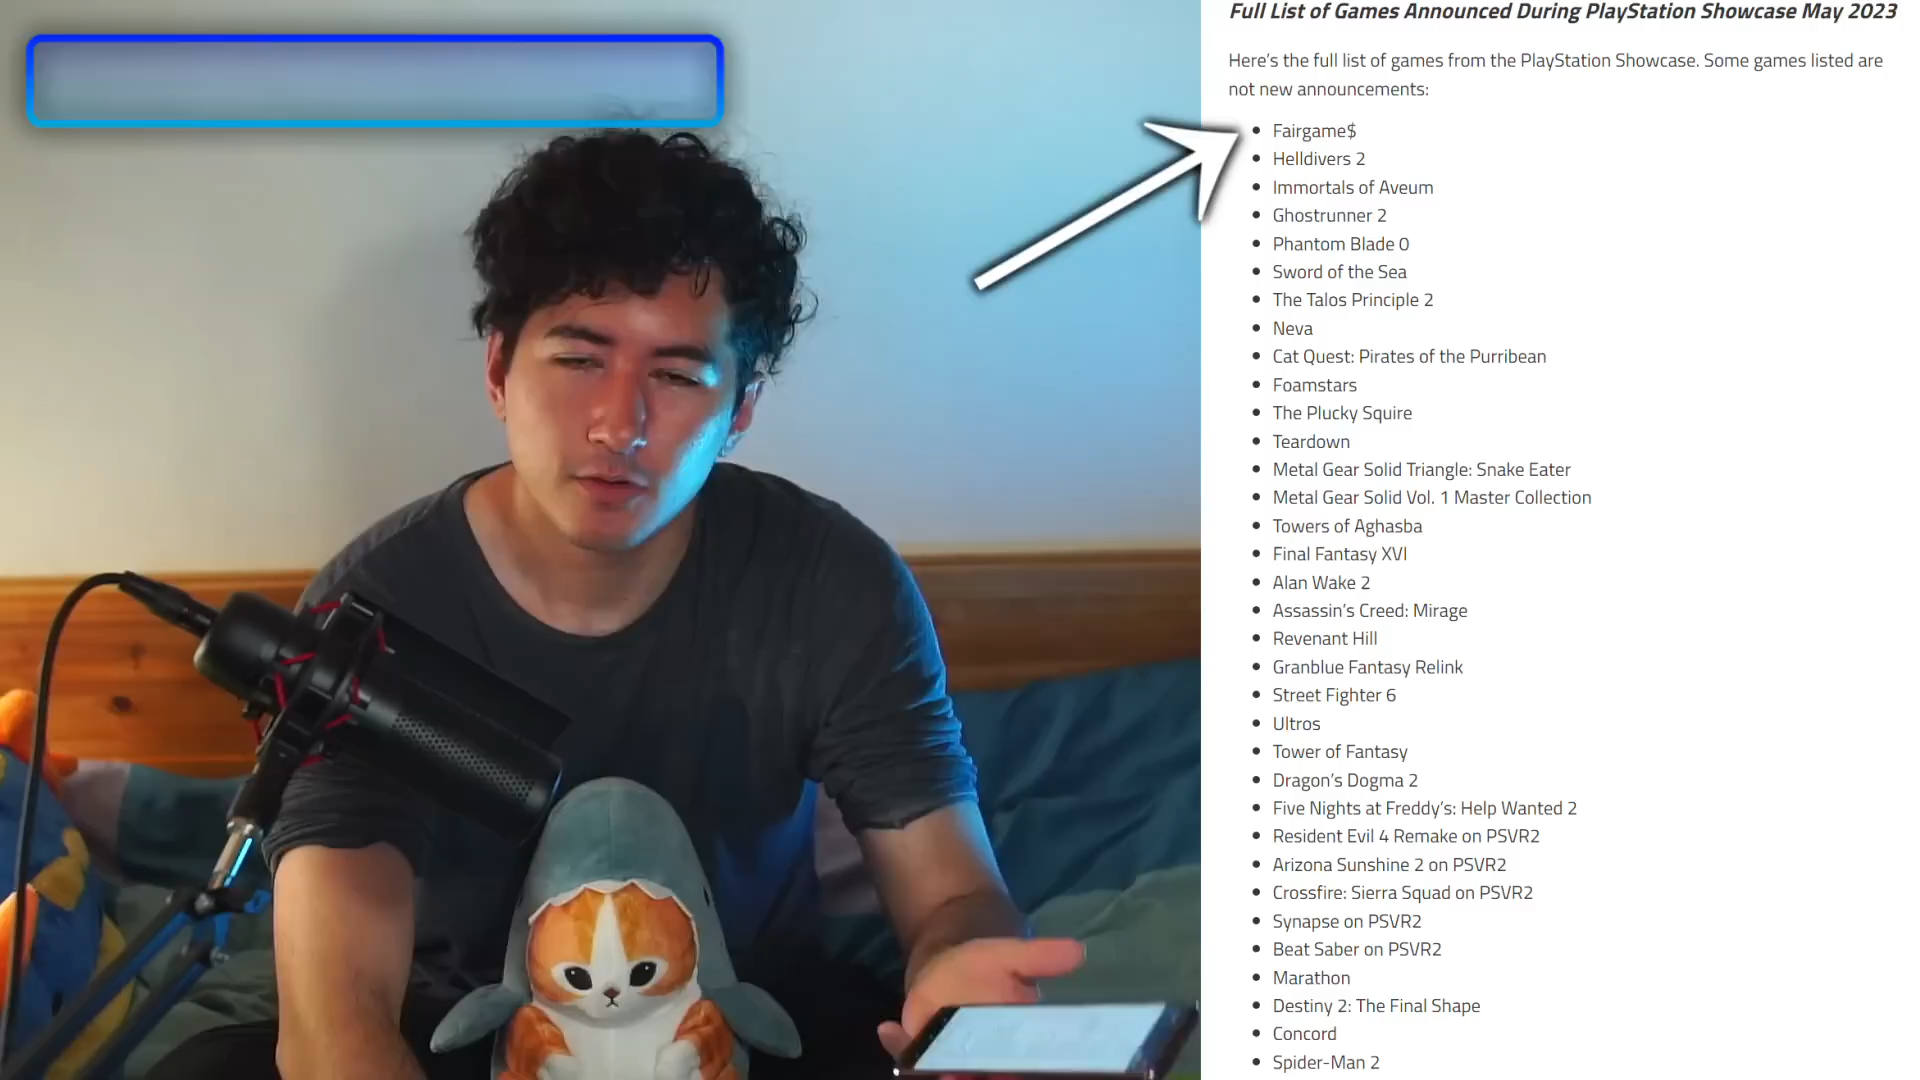 Full List of Games Announced During PlayStation Showcase May 2023
Here’s the full list of games from the PlayStation Showcase. Some games listed are
not new announcements:
Fairgame$
Helldivers 2
Immortals of Aveum
Ghostrunner 2
Phantom Blade 0
Sword of the Sea
The Talos Principle 2
Neva
Cat Quest: Pirates of the Purribean
Foamstars
The Plucky Squire
Teardown
Metal Gear Solid Triangle: Snake Eater
Metal Gear Solid Vol. 1 Master Collection
Towers of Aghasba
Final Fantasy XVI
Alan Wake 2
Assassin’s Creed: Mirage
Revenant Hill
Granblue Fantasy Relink
Street Fighter 6
Ultros
Tower of Fantasy
Dragon’s Dogma 2
Five Nights at Freddy’s: Help Wanted 2
Resident Evil 4 Remake on PSVR2
Arizona Sunshine 2 on PSVR2
Crossfire: Sierra Squad on PSVR2
Synapse on PSVR2
Beat Saber on PSVR2
Marathon
Destiny 2: The Final Shape
Concord
Spider-Man 2